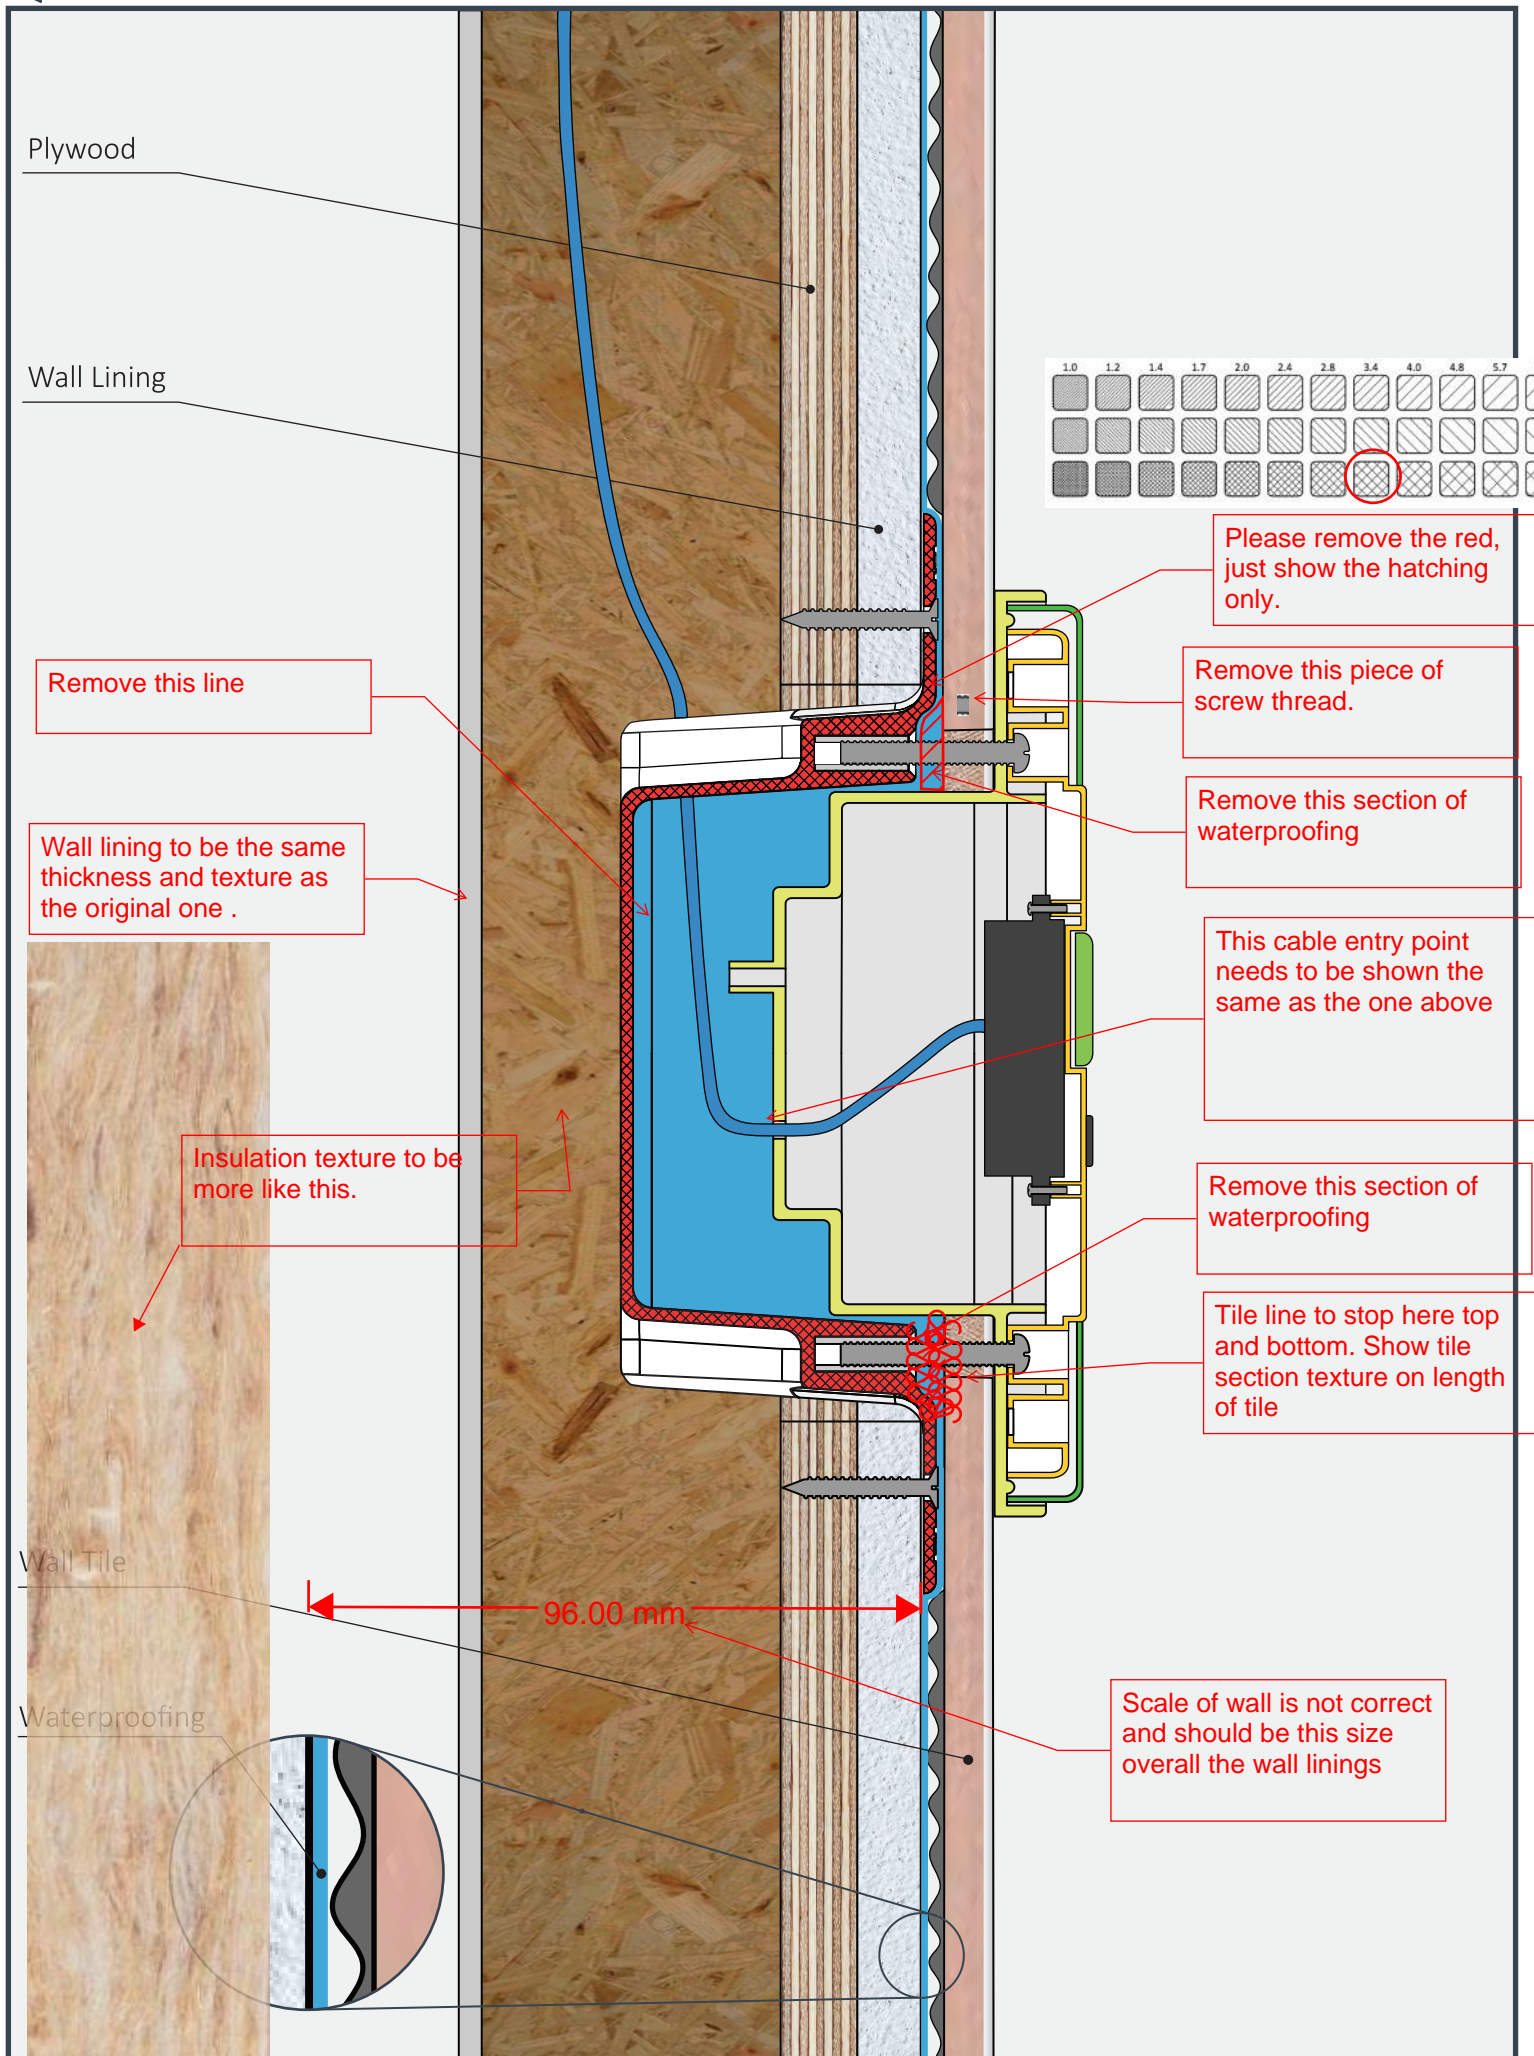 Plywood
Wall Lining
1.0 1.2 1.4 1.7 2.0 2.4 2.8 3.4 4.0 4.8 5.7
Please remove the red,
just show the hatching
only.
Remove this line
Remove this piece of
screw thread.
Remove this section of
waterproofing
Wall lining to be the same
thickness and texture as
the original one .
This cable entry point
needs to be shown the
same as the one above
Insulation texture to be
more like this.
Remove this section of
waterproofing
Tile line to stop here top
and bottom. Show tile
section texture on length
of tile
Wall Tile
96.00 mm
Waterproofing
Scale of wall is not correct
and should be this size
overall the wall linings